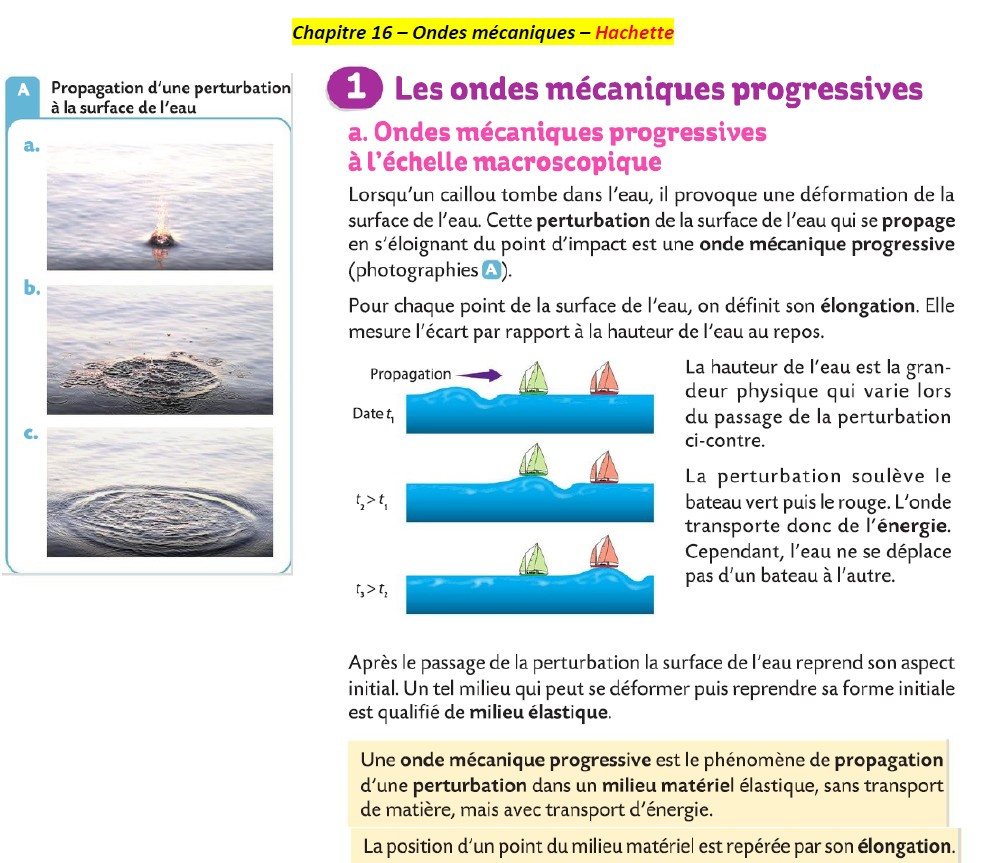 Chapitre 16 – Ondes mécaniques – Hachette
A
Propagation d'une perturbation
à la surface de l'eau
a.
b.
c.
1 Les ondes mécaniques progressives
a. Ondes mécaniques progressives
à l'échelle macroscopique
Lorsqu'un caillou tombe dans l'eau, il provoque une déformation de la
surface de l'eau. Cette perturbation de la surface de l'eau qui se propage
en s'éloignant du point d'impact est une onde mécanique progressive
(photographies A).
Pour chaque point de la surface de l'eau, on définit son élongation. Elle
mesure l'écart par rapport à la hauteur de l'eau au repos.
Propagation
Date t₁
t₂ > t₁
t₃ > t₂
La hauteur de l'eau est la gran-
deur physique qui varie lors
du passage de la perturbation
ci-contre.
La perturbation soulève le
bateau vert puis le rouge. L'onde
transporte donc de l'énergie.
Cependant, l'eau ne se déplace
pas d'un bateau à l'autre.
Après le passage de la perturbation la surface de l'eau reprend son aspect
initial. Un tel milieu qui peut se déformer puis reprendre sa forme initiale
est qualifié de milieu élastique.
Une onde mécanique progressive est le phénomène de propagation
d'une perturbation dans un milieu matériel élastique, sans transport
de matière, mais avec transport d'énergie.
La position d'un point du milieu matériel est repérée par son élongation.